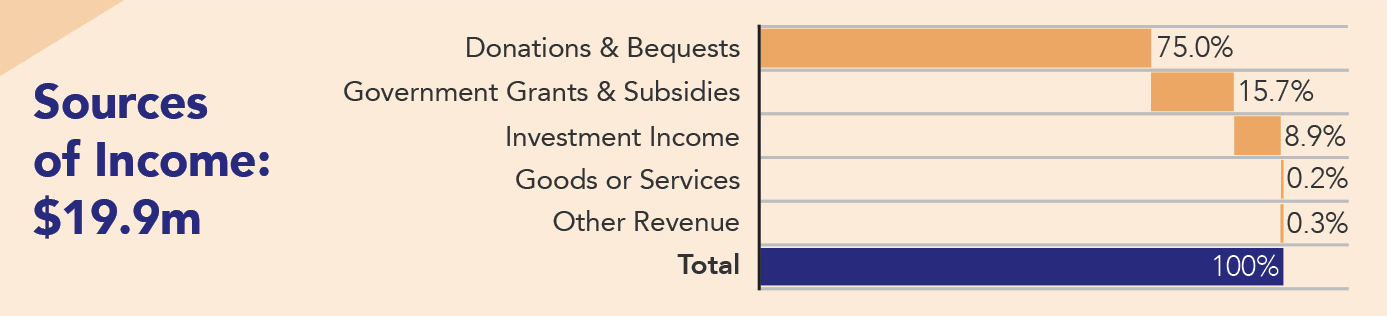 Sources
of Income:
$19.9m
Donations & Bequests 75.0%
Government Grants & Subsidies 15.7%
Investment Income 8.9%
Goods or Services 0.2%
Other Revenue 0.3%
Total 100%